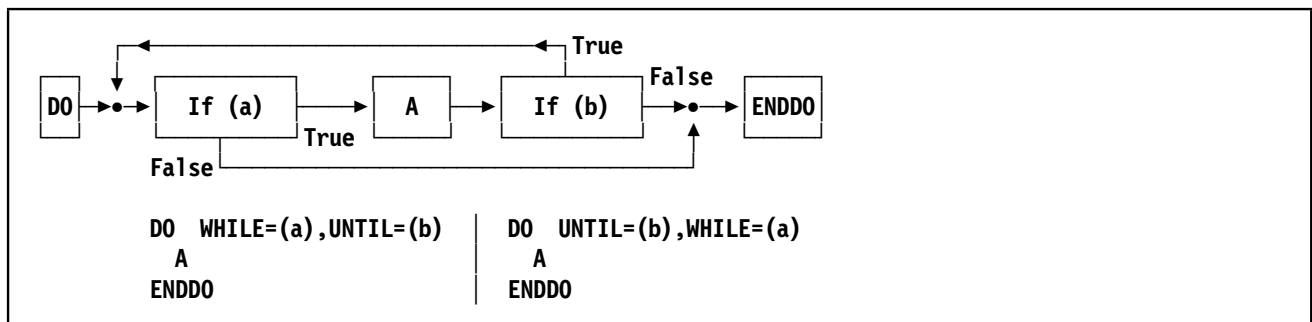 True
False
DO If (a) A If (b) ENDDO
True
False
DO WHILE=(a),UNTIL=(b) DO UNTIL=(b),WHILE=(a)
A A
ENDDO ENDDO